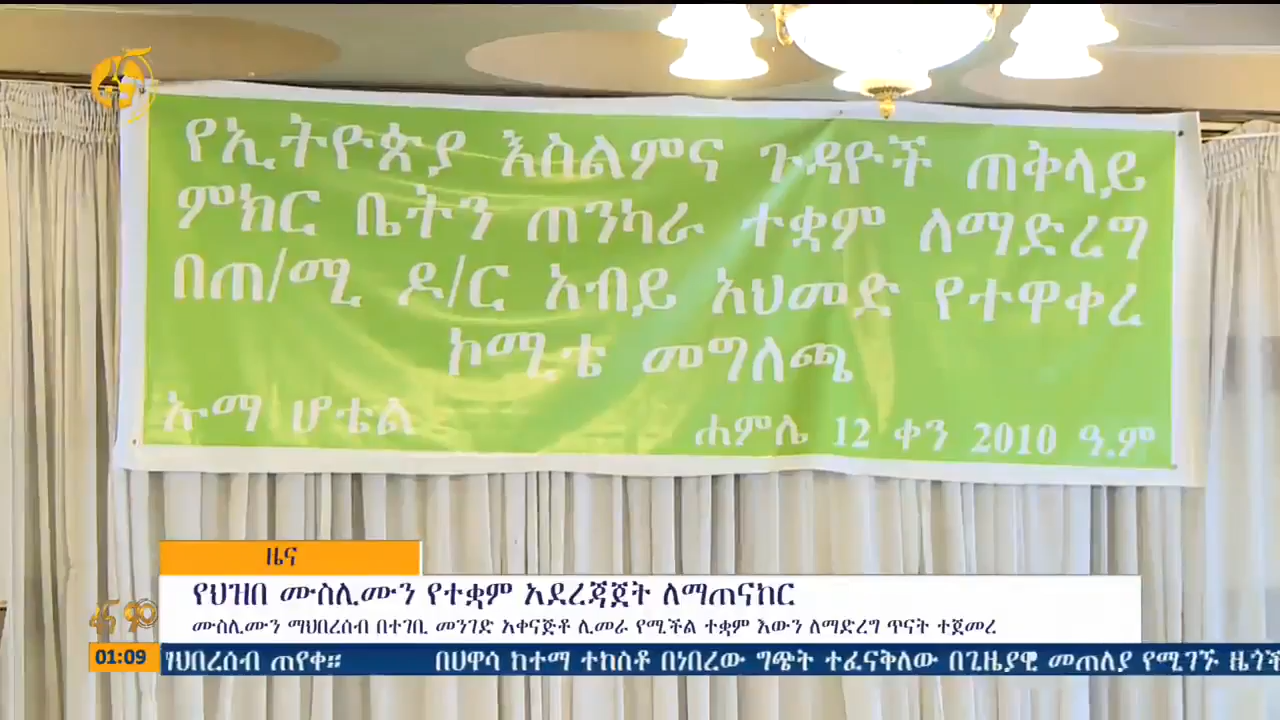 የኢትዮጵያ እስልምና ጉዳዮች ጠቅላይ
ምክር ቤትን ጠንካራ ተቋም ለማድረግ
በጠ/ሚ ዶ/ር አብይ አህመድ የተዋቀረ
ኮሚቴ መግለጫ
ኡማ ሆቴል
ሐምሌ 12 ቀን 2010 ዓ.ም
ዜና
የህዝበ ሙስሊሙን የተቋም አደረጃጀት ለማጠናከር
ሙስሊሙን ማህበረሰብ በተገቢ መንገድ አቀናጅቶ ሊመራ የሚችል ተቋም እውን ለማድረግ ጥናት ተጀመረ
01:09
ማህበረሰብ ጠየቀ። በሀዋሳ ከተማ ተከስቶ በነበረው ግጭት ተፈናቅለው በጊዜያዊ መጠለያ የሚገኙ ዜጎች